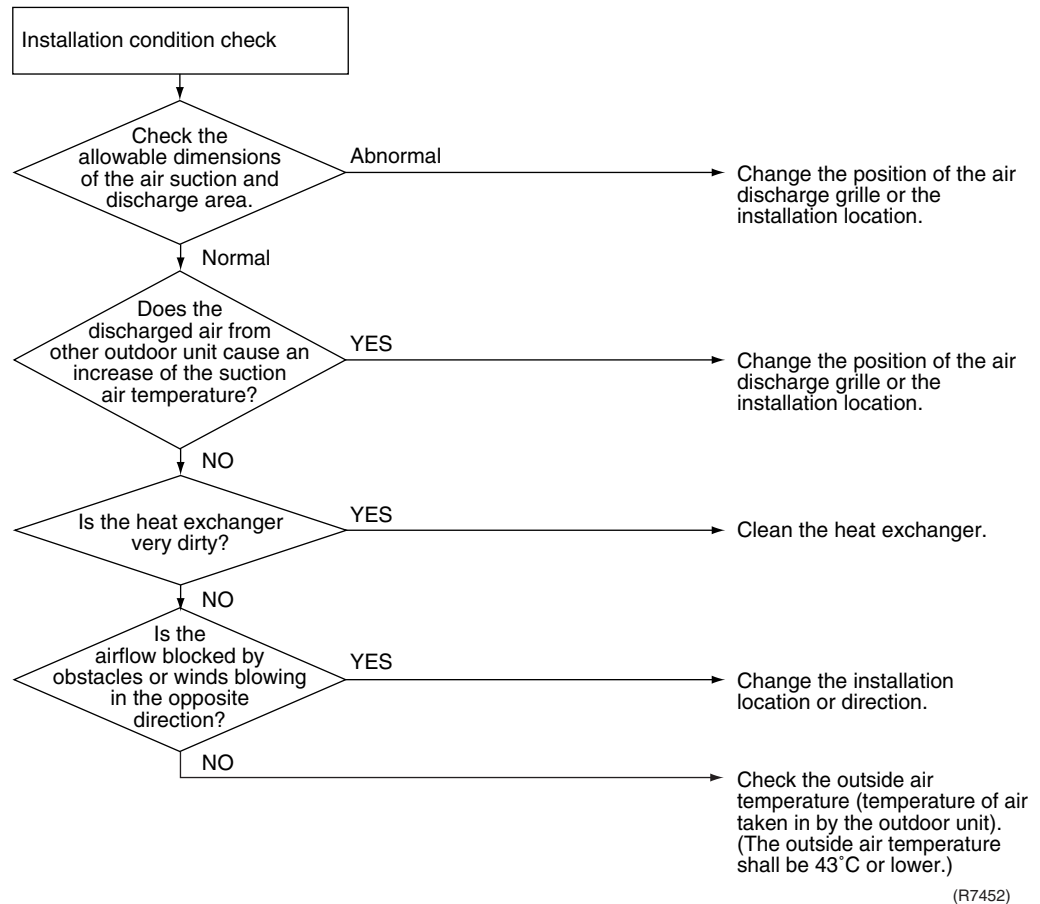 Installation condition check
Check the
allowable dimensions
of the air suction and
discharge area.
Abnormal
Change the position of the air
discharge grille or the
installation location.
Normal
Does the
discharged air from
other outdoor unit cause an
increase of the suction
air temperature?
YES
Change the position of the air
discharge grille or the
installation location.
NO
Is the heat exchanger
very dirty?
YES
Clean the heat exchanger.
NO
Is the
airflow blocked by
obstacles or winds blowing
in the opposite
direction?
YES
Change the installation
location or direction.
NO
Check the outside air
temperature (temperature of air
taken in by the outdoor unit).
(The outside air temperature
shall be 43˚C or lower.)
(R7452)